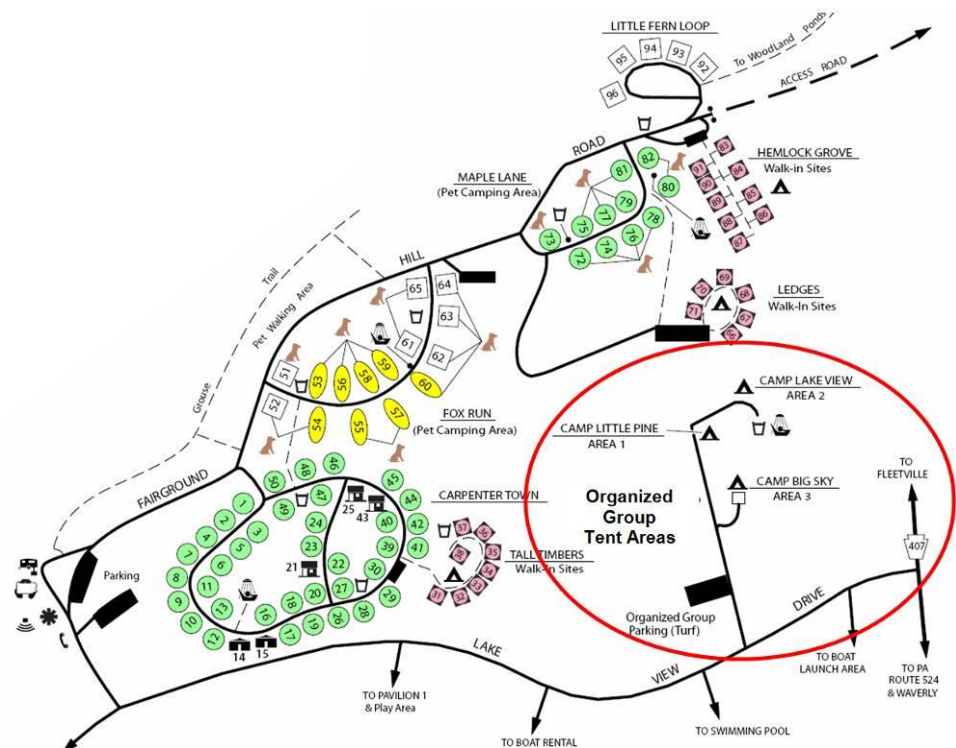 LITTLE FERN LOOP
94
93
95
92
96
To WoodLand Ponds
ACCESS ROAD
ROAD
HEMLOCK GROVE
Walk-in Sites
83
91
84
90
85
89
86
88
87
MAPLE LANE
(Pet Camping Area)
81
82
80
79
77
75
73
78
76
74
72
LEDGES
Walk-In Sites
69
70
68
71
67
66
HILL
Trail
Pet Walking Area
Grouse
65
64
63
61
62
51
53
56
58
59
60
52
54
55
57
FOX RUN
(Pet Camping Area)
CAMP LAKE VIEW
AREA 2
CAMP LITTLE PINE
AREA 1
CAMP BIG SKY
AREA 3
Organized
Group
Tent Areas
TO
FLEETVILLE
407
FAIRGROUND
46
48
50
45
49
47
44
25
43
1
2
3
4
5
6
7
8
9
10
11
12
13
14
15
16
17
18
19
20
21
22
23
24
26
27
28
29
30
39
40
41
42
CARPENTER TOWN
37
36
38
35
34
33
32
31
TALL TIMBERS
Walk-In Sites
Parking
Organized Group
Parking (Turf)
LAKE
VIEW
DRIVE
TO PAVILION 1
& Play Area
TO BOAT RENTAL
TO SWIMMING POOL
TO BOAT
LAUNCH AREA
TO PA
ROUTE 524
& WAVERLY